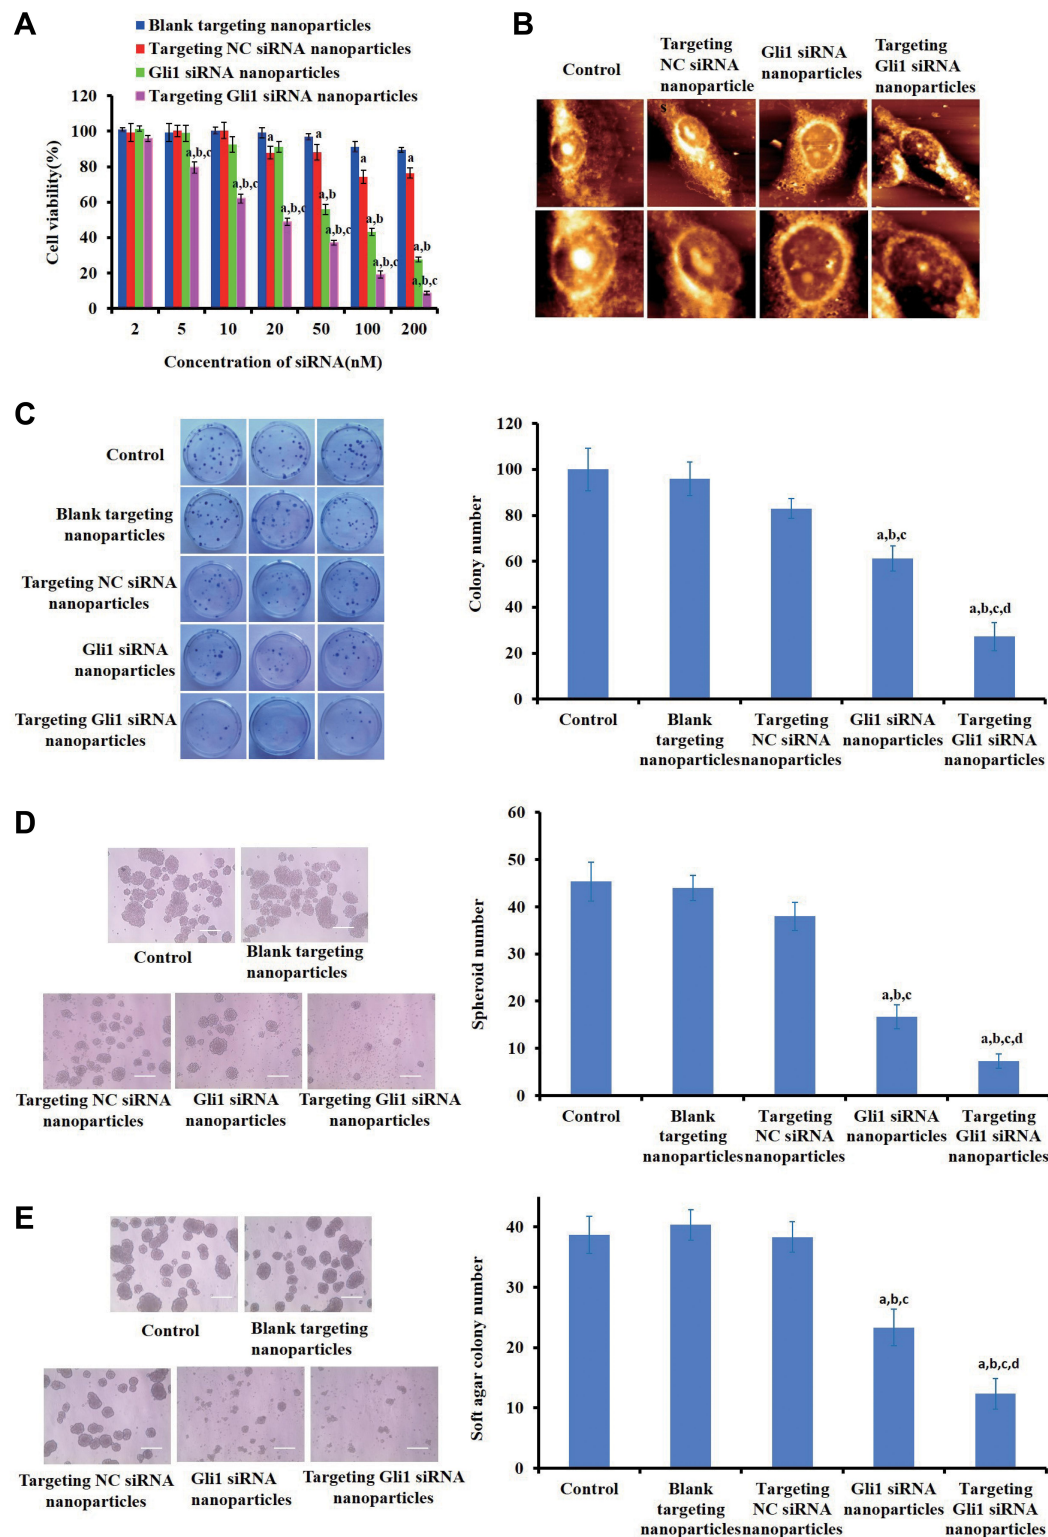 A
Blank targeting nanoparticles
Targeting NC siRNA nanoparticles
Gli1 siRNA nanoparticles
Targeting Gli1 siRNA nanoparticles
Cell viability(%)
120
100
80
60
40
20
0
a,b,c
a,b,c
a
a,b,c
a
a,b
a,b,c
a
a,b
a,b,c
a
a,b
a,b,c
2 5 10 20 50 100 200
Concentration of siRNA(nM)
B
Control
Targeting
NC siRNA
nanoparticle
s
Gli1 siRNA
nanoparticles
Targeting
Gli1 siRNA
nanoparticles
C
Control
Blank targeting
nanoparticles
Targeting NC siRNA
nanoparticles
Gli1 siRNA
nanoparticles
Targeting Gli1 siRNA
nanoparticles
Colony number
120
100
80
60
40
20
0
a,b,c
a,b,c,d
Control
Blank
targeting
nanoparticles
Targeting
NC siRNA
nanoparticles
Gli1 siRNA
nanoparticles
Targeting
Gli1 siRNA
nanoparticles
D
Control
Blank targeting
nanoparticles
Targeting NC siRNA
nanoparticles
Gli1 siRNA
nanoparticles
Targeting Gli1 siRNA
nanoparticles
Spheroid number
60
50
40
30
20
10
0
a,b,c
a,b,c,d
Control
Blank
targeting
nanoparticles
Targeting
NC siRNA
nanoparticles
Gli1 siRNA
nanoparticles
Targeting
Gli1 siRNA
nanoparticles
E
Control
Blank targeting
nanoparticles
Targeting NC siRNA
nanoparticles
Gli1 siRNA
nanoparticles
Targeting Gli1 siRNA
nanoparticles
Soft agar colony number
40
30
20
10
0
a,b,c
a,b,c,d
Control
Blank
targeting
nanoparticles
Targeting
NC siRNA
nanoparticles
Gli1 siRNA
nanoparticles
Targeting
Gli1 siRNA
nanoparticles